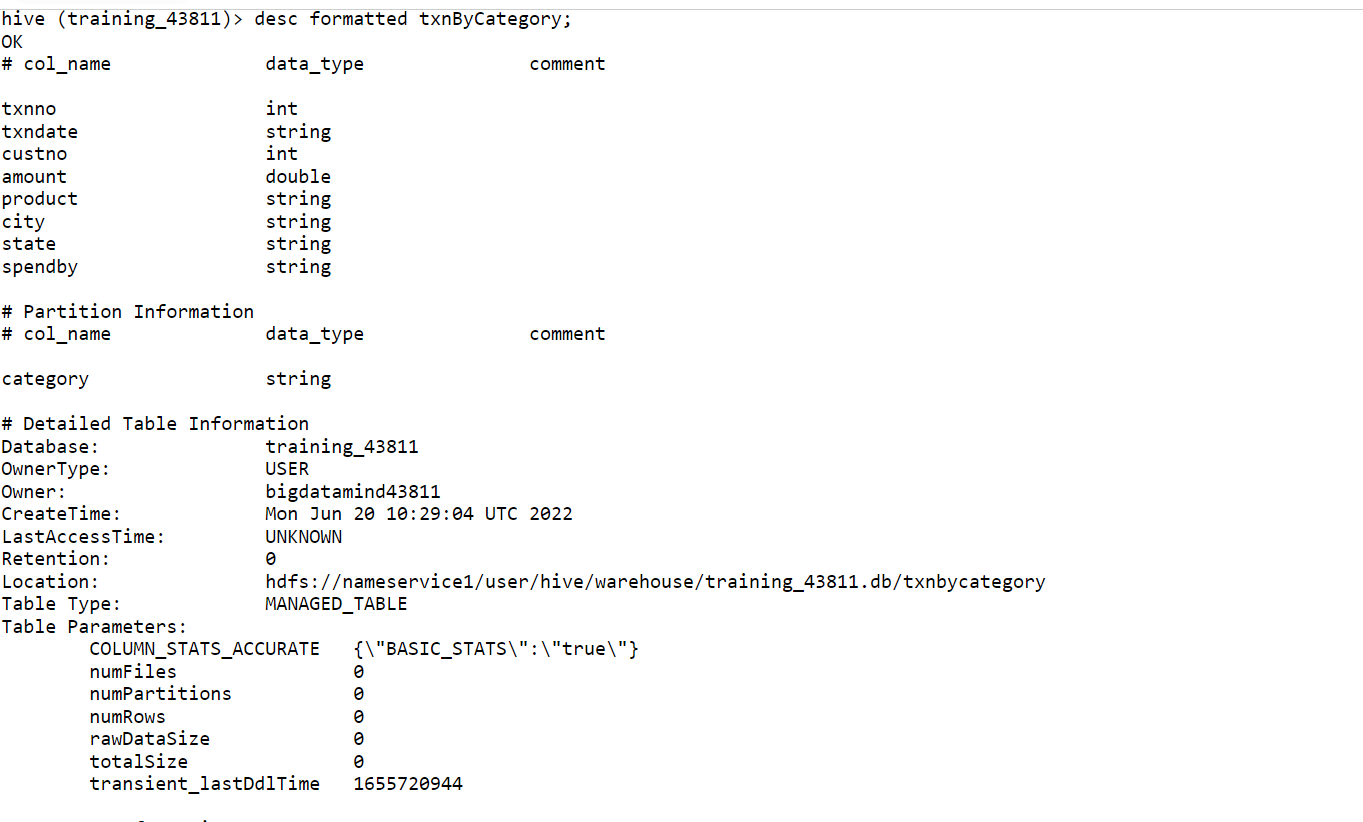 hive (training_43811)> desc formatted txnByCategory;
OK
# col_name data_type comment
txnno int
txndate string
custno int
amount double
product string
city string
state string
spendby string
# Partition Information
# col_name data_type comment
category string
# Detailed Table Information
Database: training_43811
OwnerType: USER
Owner: bigdatamind43811
CreateTime: Mon Jun 20 10:29:04 UTC 2022
LastAccessTime: UNKNOWN
Retention: 0
Location: hdfs://nameservice1/user/hive/warehouse/training_43811.db/txnbycategory
Table Type: MANAGED_TABLE
Table Parameters:
COLUMN_STATS_ACCURATE {\"BASIC_STATS\":\"true\"}
numFiles 0
numPartitions 0
numRows 0
rawDataSize 0
totalSize 0
transient_lastDdlTime 1655720944